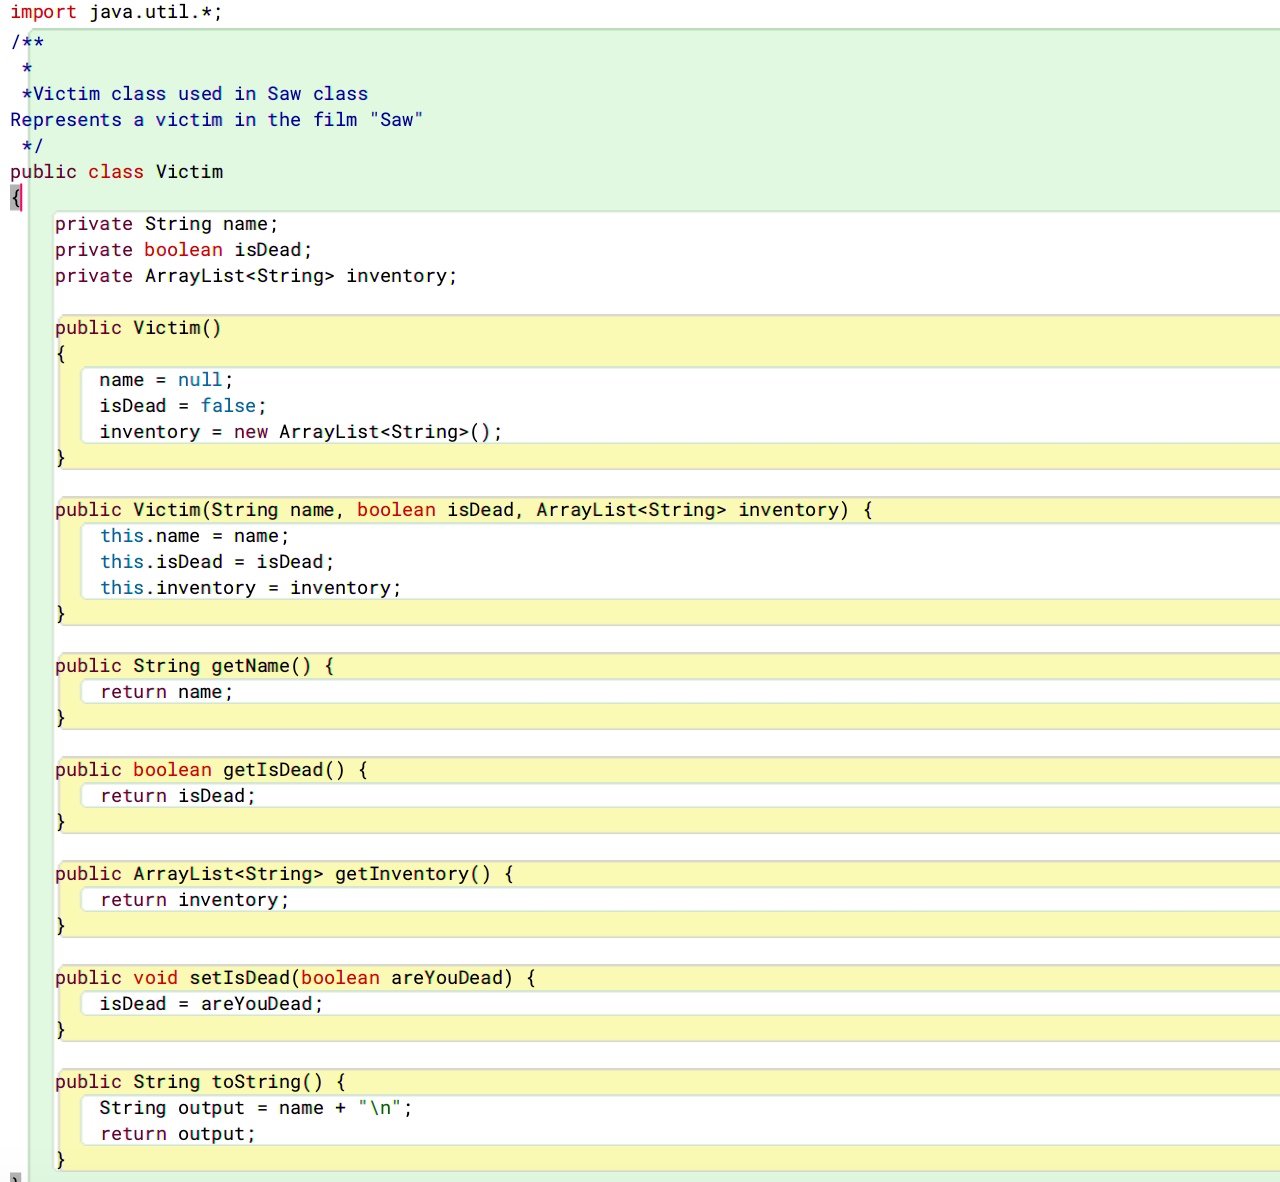 import java.util.*;
/**
 *
 *Victim class used in Saw class
Represents a victim in the film "Saw"
 */
public class Victim
{
    private String name;
    private boolean isDead;
    private ArrayList<String> inventory;

    public Victim()
    {
        name = null;
        isDead = false;
        inventory = new ArrayList<String>();
    }

    public Victim(String name, boolean isDead, ArrayList<String> inventory) {
        this.name = name;
        this.isDead = isDead;
        this.inventory = inventory;
    }

    public String getName() {
        return name;
    }

    public boolean getIsDead() {
        return isDead;
    }

    public ArrayList<String> getInventory() {
        return inventory;
    }

    public void setIsDead(boolean areYouDead) {
        isDead = areYouDead;
    }

    public String toString() {
        String output = name + "\n";
        return output;
    }
}